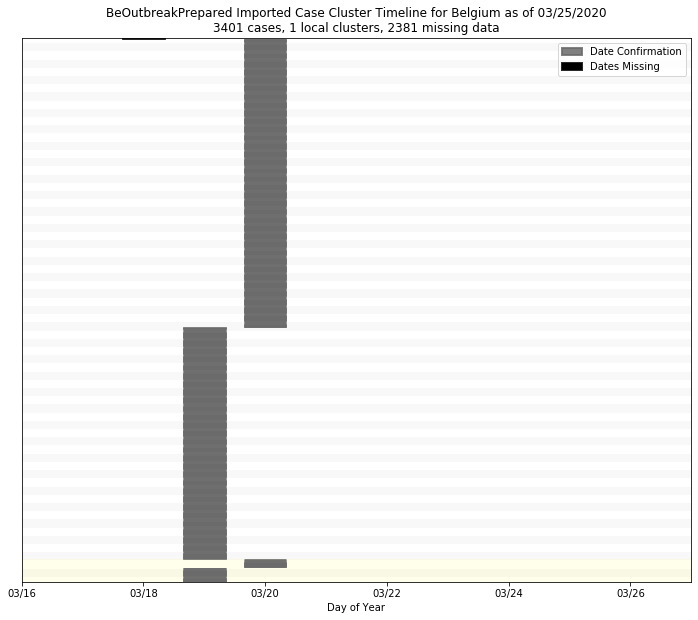 BeOutbreakPrepared Imported Case Cluster Timeline for Belgium as of 03/25/2020
3401 cases, 1 local clusters, 2381 missing data
Date Confirmation
Dates Missing
03/16
03/18
03/20
03/22
03/24
03/26
Day of Year